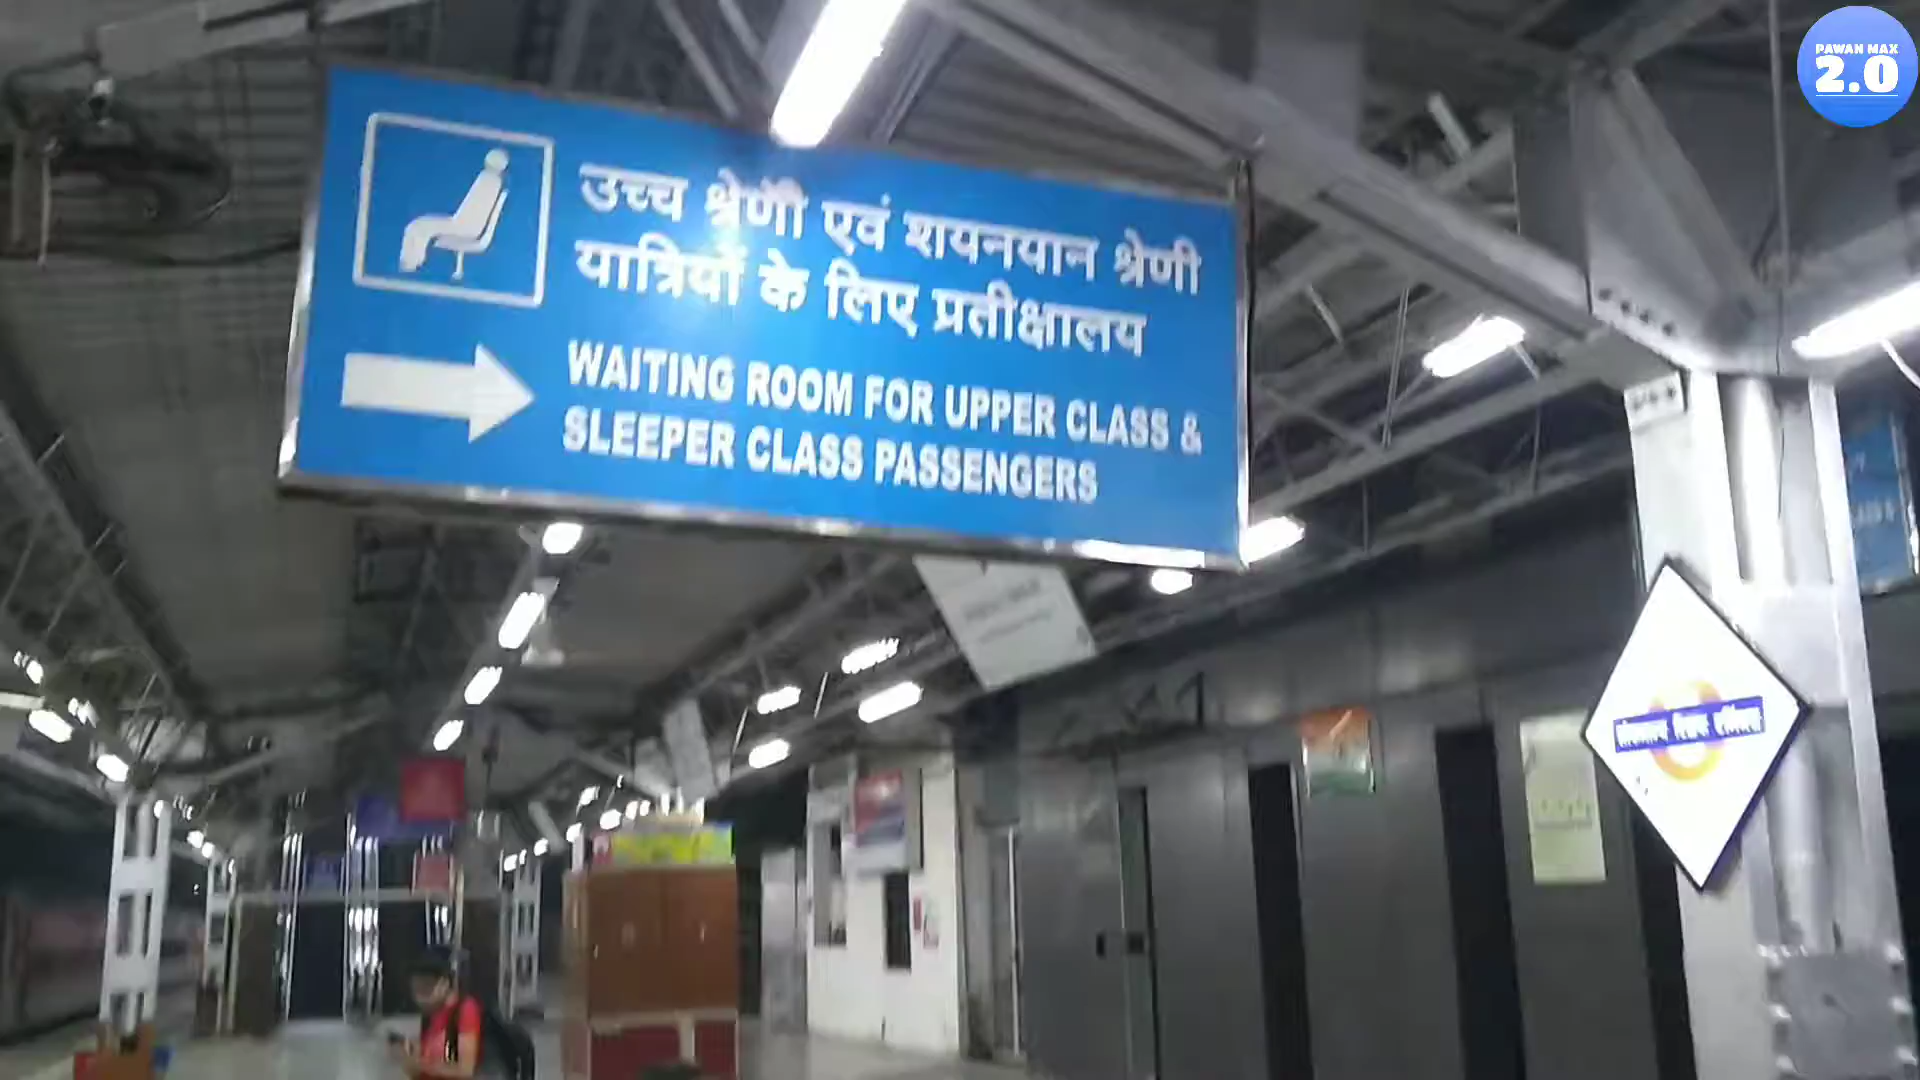 PAWAN MAX
2.0
उच्च श्रेणी एवं शयनयान श्रेणी
यात्रियों के लिए प्रतीक्षालय
WAITING ROOM FOR UPPER CLASS &
SLEEPER CLASS PASSENGERS